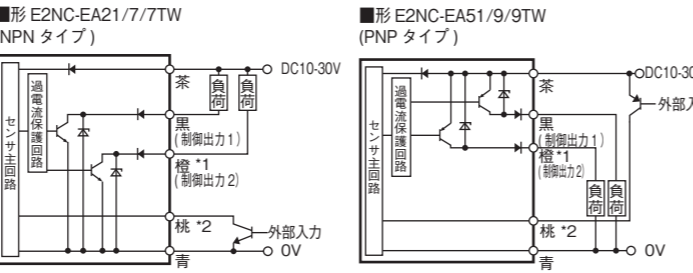 ■形 E2NC-EA21/7/7TW
NPN タイプ )
DC10-30V
茶
負荷
負荷
過電流保護回路
センサ主回路
黒
(制御出力1)
橙 *1
(制御出力2)
桃 *2
外部入力
0V
青
■形 E2NC-EA51/9/9TW
(PNP タイプ )
DC10-30
茶
外部入
過電流保護回路
センサ主回路
黒
(制御出力1)
橙 *1
(制御出力2)
負荷
負荷
桃 *2
0V
青